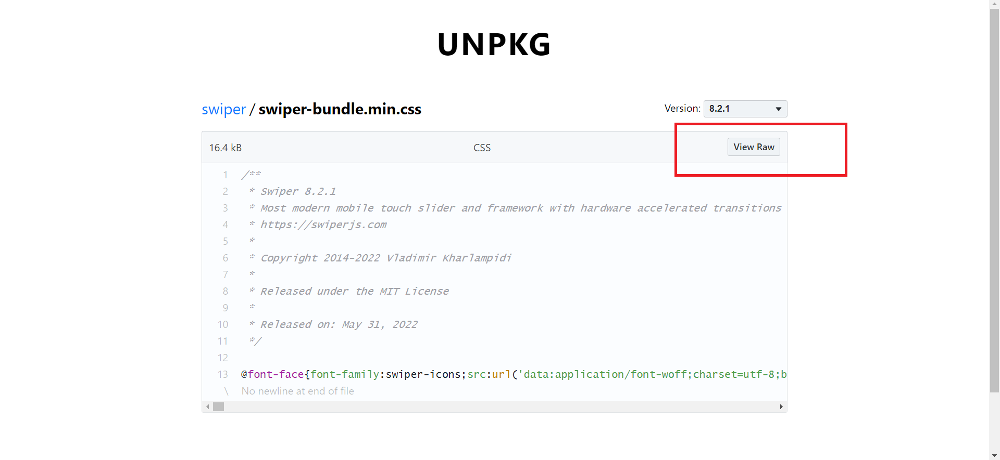 UNPKG
swiper / swiper-bundle.min.css
Version: 8.2.1
16.4 kB CSS View Raw
1 /**
2 * Swiper 8.2.1
3 * Most modern mobile touch slider and framework with hardware accelerated transitions
4 * https://swiperjs.com
5 *
6 * Copyright 2014-2022 Vladimir Kharlampidi
7 *
8 * Released under the MIT License
9 *
10 * Released on: May 31, 2022
11 */
12
13 @font-face{font-family:swiper-icons;src:url('data:application/font-woff;charset=utf-8;b
\ No newline at end of file